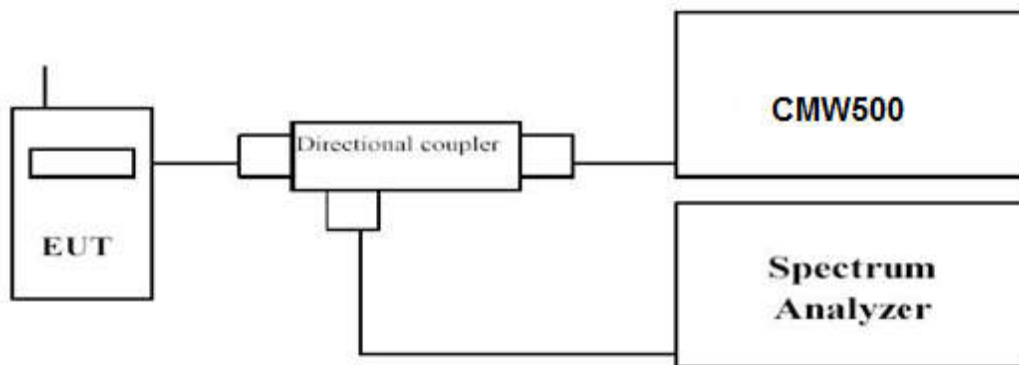 CMW500
Directional coupler
EUT
Spectrum
Analyzer